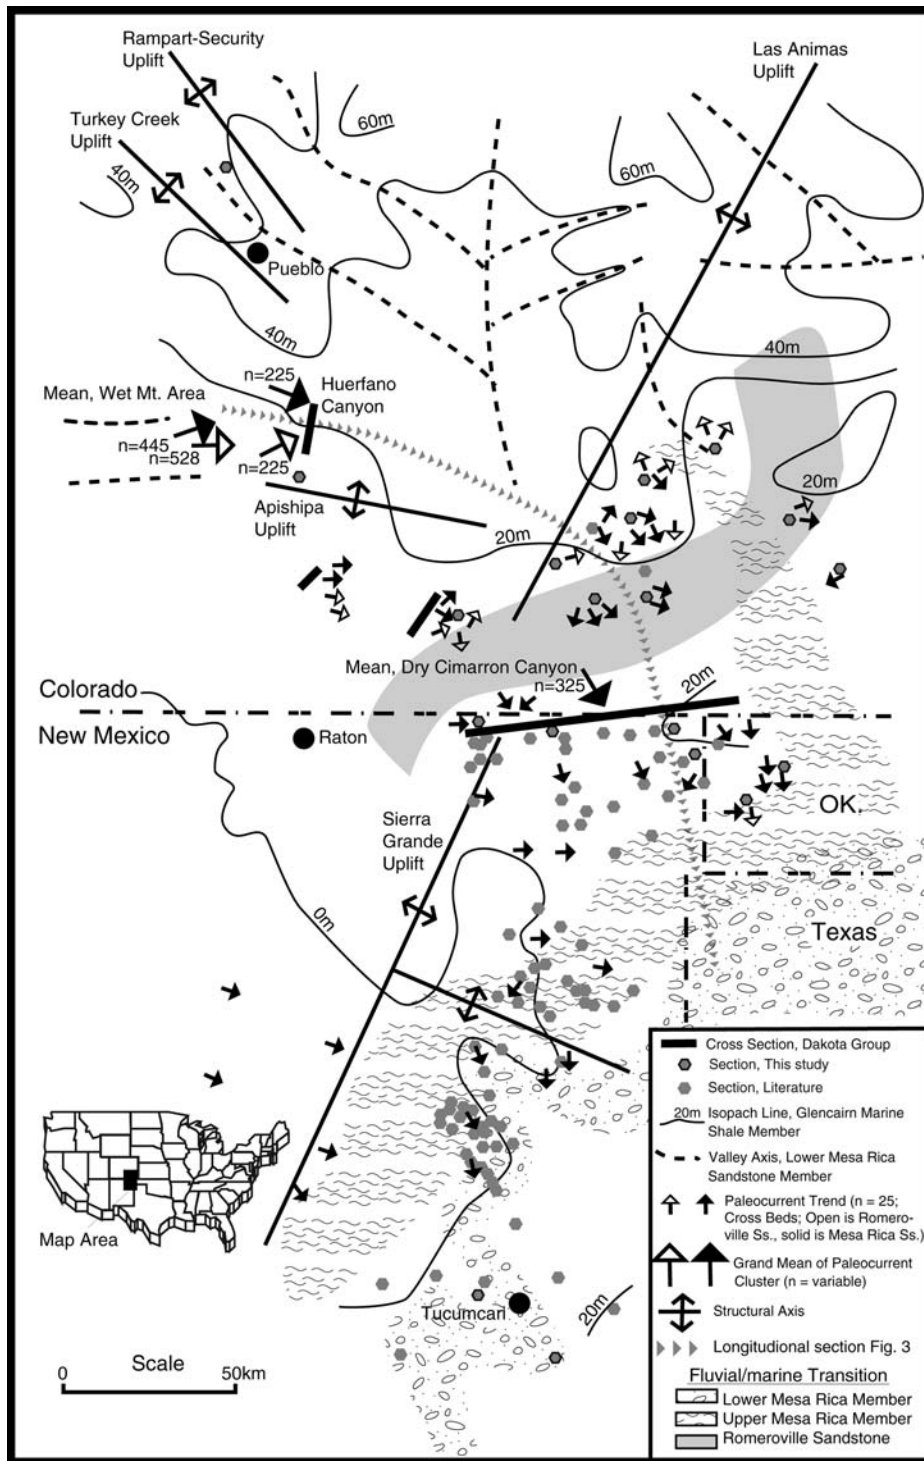 Rampart-Security
Uplift
Las Animas
Uplift
Turkey Creek
Uplift
60m
60m
40m
Pueblo
40m
40m
n=225
Huerfano
Canyon
Mean, Wet Mt. Area
n=445
n=528
n=225
20m
Apishipa
Uplift
20m
Mean, Dry Cimarron Canyon
n=325
20m
Colorado
New Mexico
Raton
OK.
Sierra
Grande
Uplift
0m
Texas
Map Area
Tucumcari
20m
Scale
0
50km
Cross Section, Dakota Group
Section, This study
Section, Literature
20m
Isopach Line, Glencairn Marine
Shale Member
Valley Axis, Lower Mesa Rica
Sandstone Member
Paleocurrent Trend (n = 25;
Cross Beds; Open is Romero-
ville Ss., solid is Mesa Rica Ss.)
Grand Mean of Paleocurrent
Cluster (n = variable)
Structural Axis
Longitudional section Fig. 3
Fluvial/marine Transition
Lower Mesa Rica Member
Upper Mesa Rica Member
Romeroville Sandstone